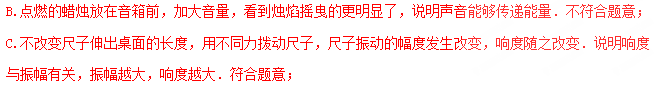 B.点燃的蜡烛放在音箱前，加大音量，看到烛焰摇曳的更明显了，说明声音能够传递能量．不符合题意；
C.不改变尺子伸出桌面的长度，用不同力拨动尺子，尺子振动的幅度发生改变，响度随之改变．说明响度
与振幅有关，振幅越大，响度越大．符合题意；